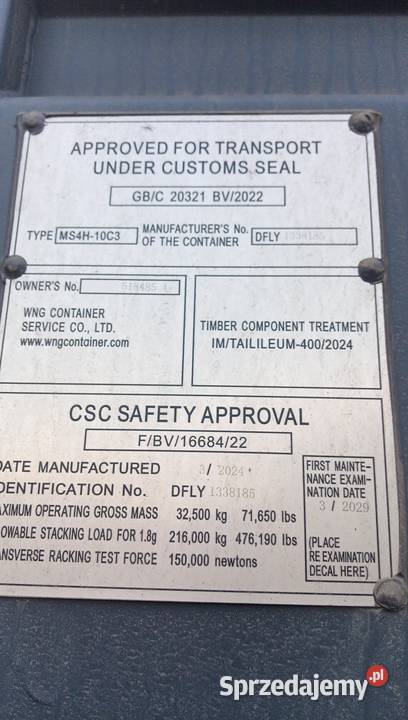 APPROVED FOR TRANSPORT
UNDER CUSTOMS SEAL
GB/C 20321 BV/2022
TYPE MS4H-10C3 MANUFACTURER'S No. OF THE CONTAINER DFLY 1338185
OWNER'S No. 518485
WNG CONTAINER
SERVICE CO., LTD.
www.wngcontainer.com
TIMBER COMPONENT TREATMENT
IM/TAILILEUM-400/2024
CSC SAFETY APPROVAL
F/BV/16684/22
DATE MANUFACTURED 3/ 2024
IDENTIFICATION No. DFLY 1338185
MAXIMUM OPERATING GROSS MASS 32,500 kg 71,650 lbs
LOWABLE STACKING LOAD FOR 1.8g 216,000 kg 476,190 lbs
ANSVERSE RACKING TEST FORCE 150,000 newtons
FIRST MAINTE-
NANCE EXAMI-
NATION DATE
3 / 2029
(PLACE
RE EXAMINATION
DECAL HERE)
Sprzedajemy.pl